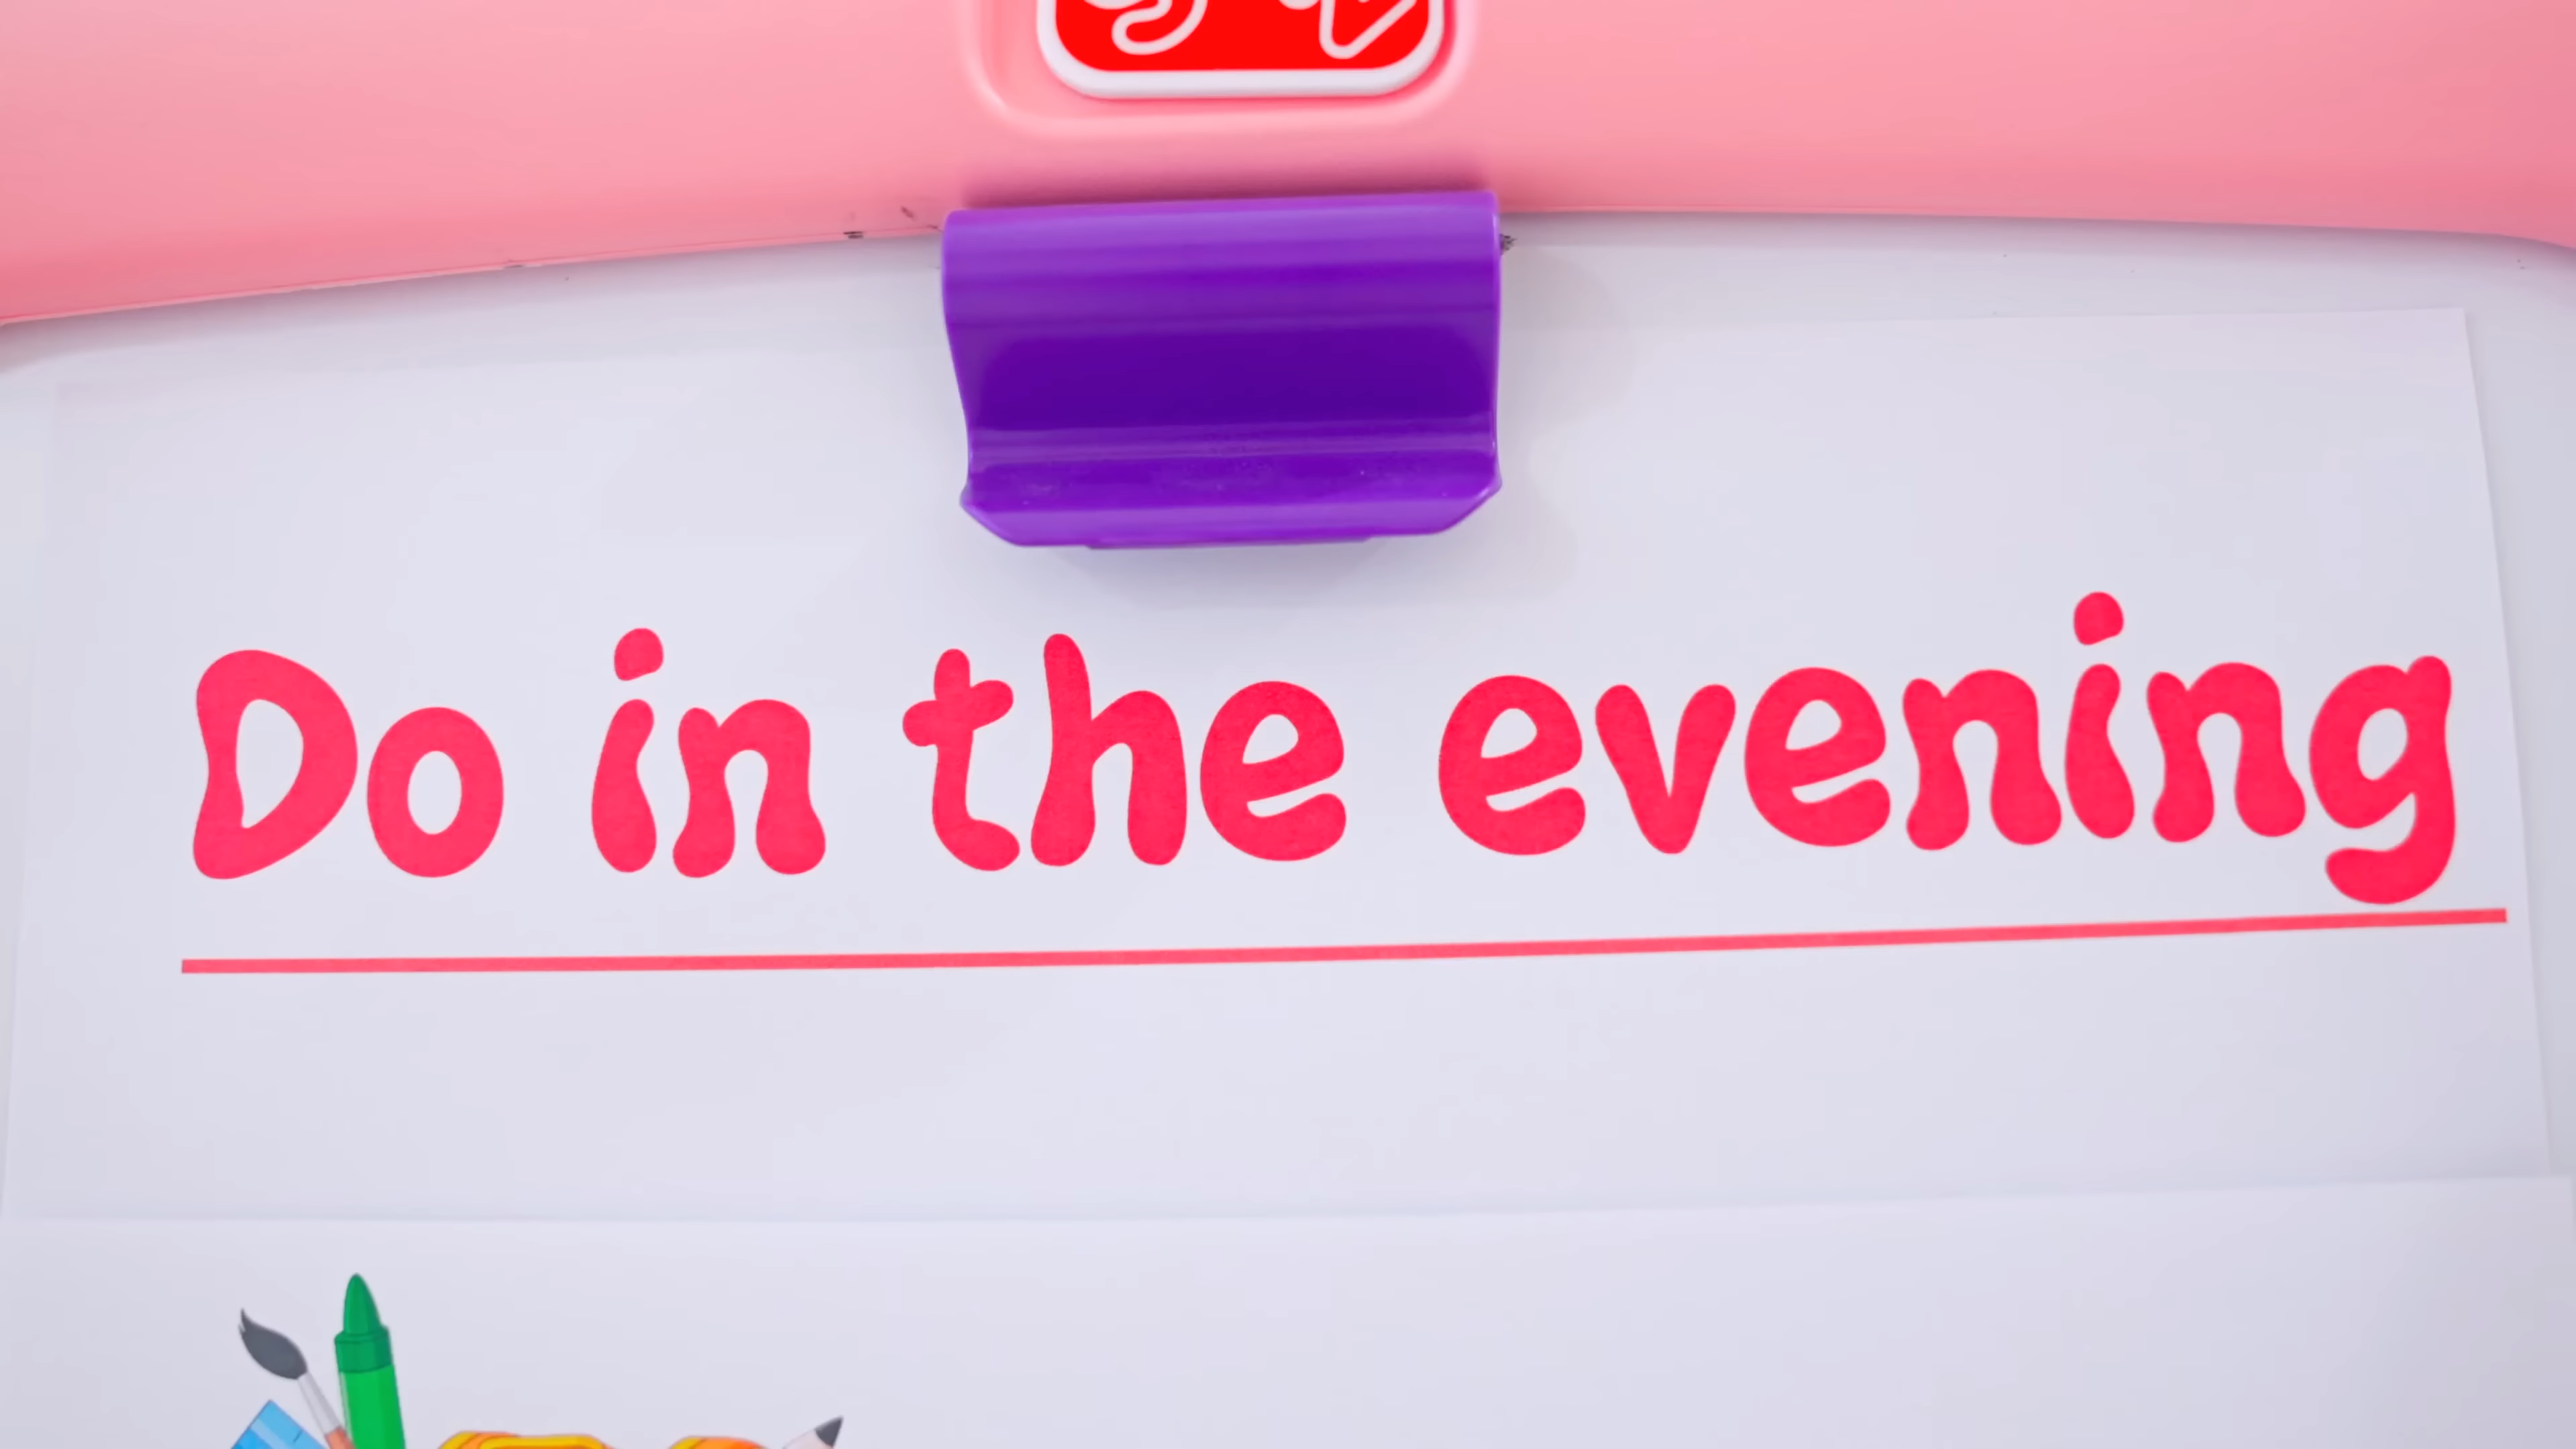 Do in the evening